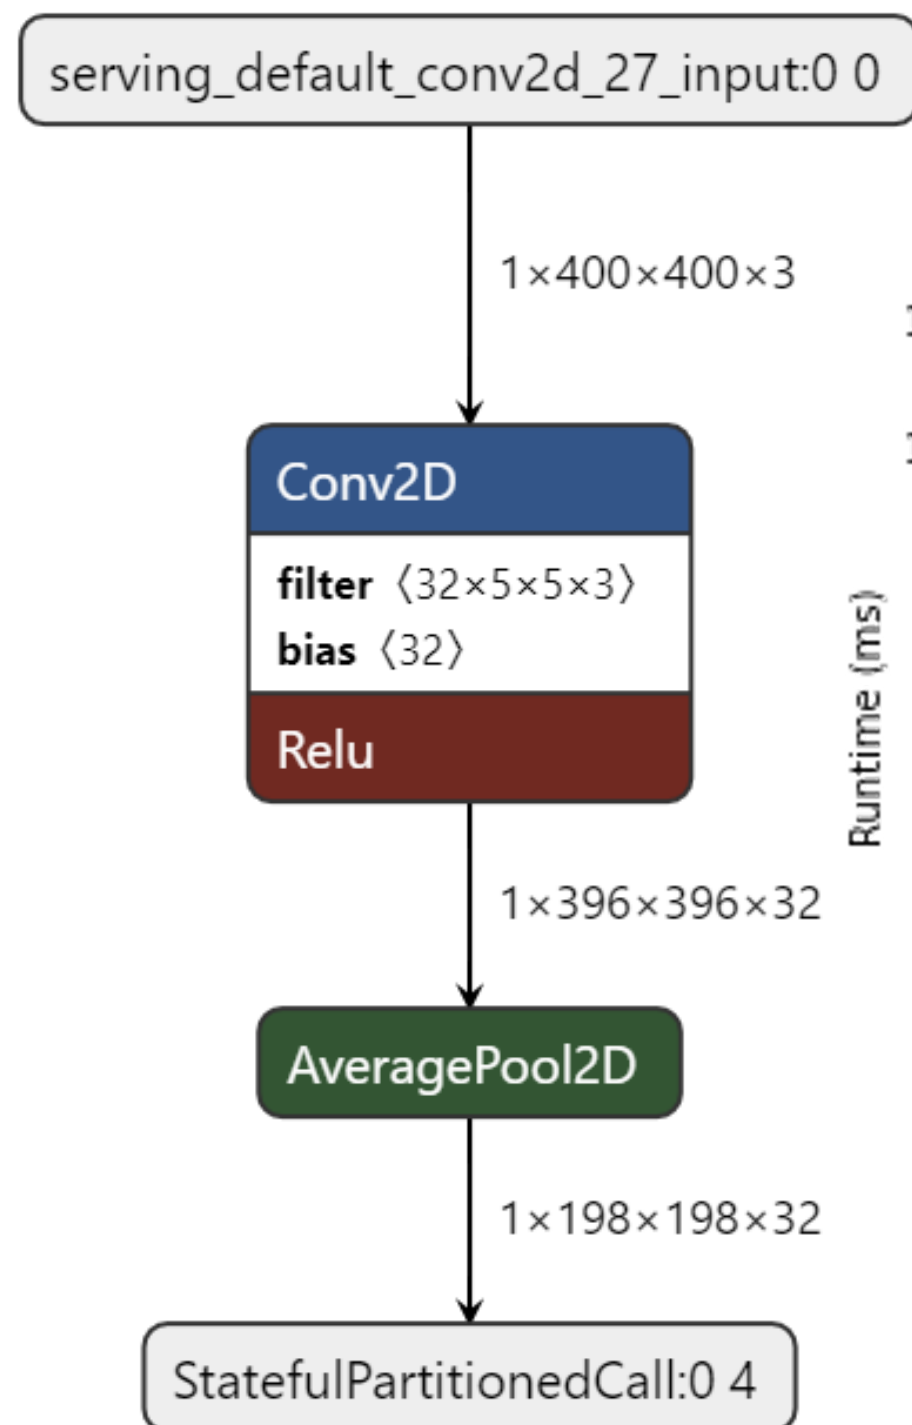 serving_default_conv2d_27_input:0 0
1×400×400×3
Conv2D
filter ⟨32×5×5×3⟩
bias ⟨32⟩
Relu
Runtime (ms)
1×396×396×32
AveragePool2D
1×198×198×32
StatefulPartitionedCall:0 4